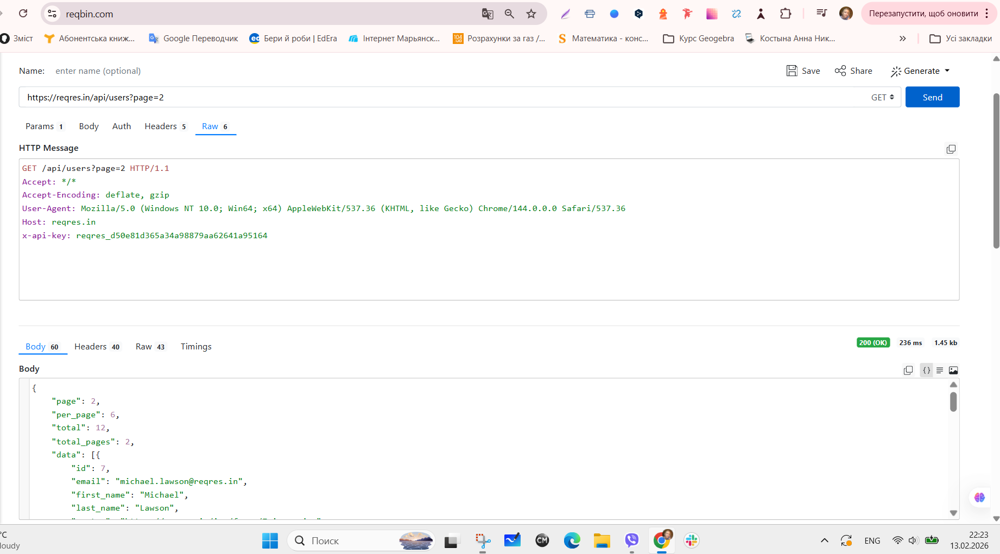 reqbin.com
Перезапустити, щоб оновити
Зміст
Абонентська книж...
Google Переводчик
Бери й роби | EdEra
Інтернет Марьянск...
Розрахунки за газ /...
Математика - конс...
Курс Geogebra
Костына Анна Ник...
Усі закладки
Name: enter name (optional)
Save
Share
Generate
https://reqres.in/api/users?page=2
GET
Send
Params 1
Body
Auth
Headers 5
Raw 6
HTTP Message
GET /api/users?page=2 HTTP/1.1
Accept: */*
Accept-Encoding: deflate, gzip
User-Agent: Mozilla/5.0 (Windows NT 10.0; Win64; x64) AppleWebKit/537.36 (KHTML, like Gecko) Chrome/144.0.0.0 Safari/537.36
Host: reqres.in
x-api-key: reqres_d50e81d365a34a98879aa62641a95164
Body 60
Headers 40
Raw 43
Timings
200 (OK)
236 ms
1.45 kb
Body
{
"page": 2,
"per_page": 6,
"total": 12,
"total_pages": 2,
"data": [{
"id": 7,
"email": "michael.lawson@reqres.in",
"first_name": "Michael",
"last_name": "Lawson",
°C
loudy
Поиск
CM
ENG
22:23
13.02.2026